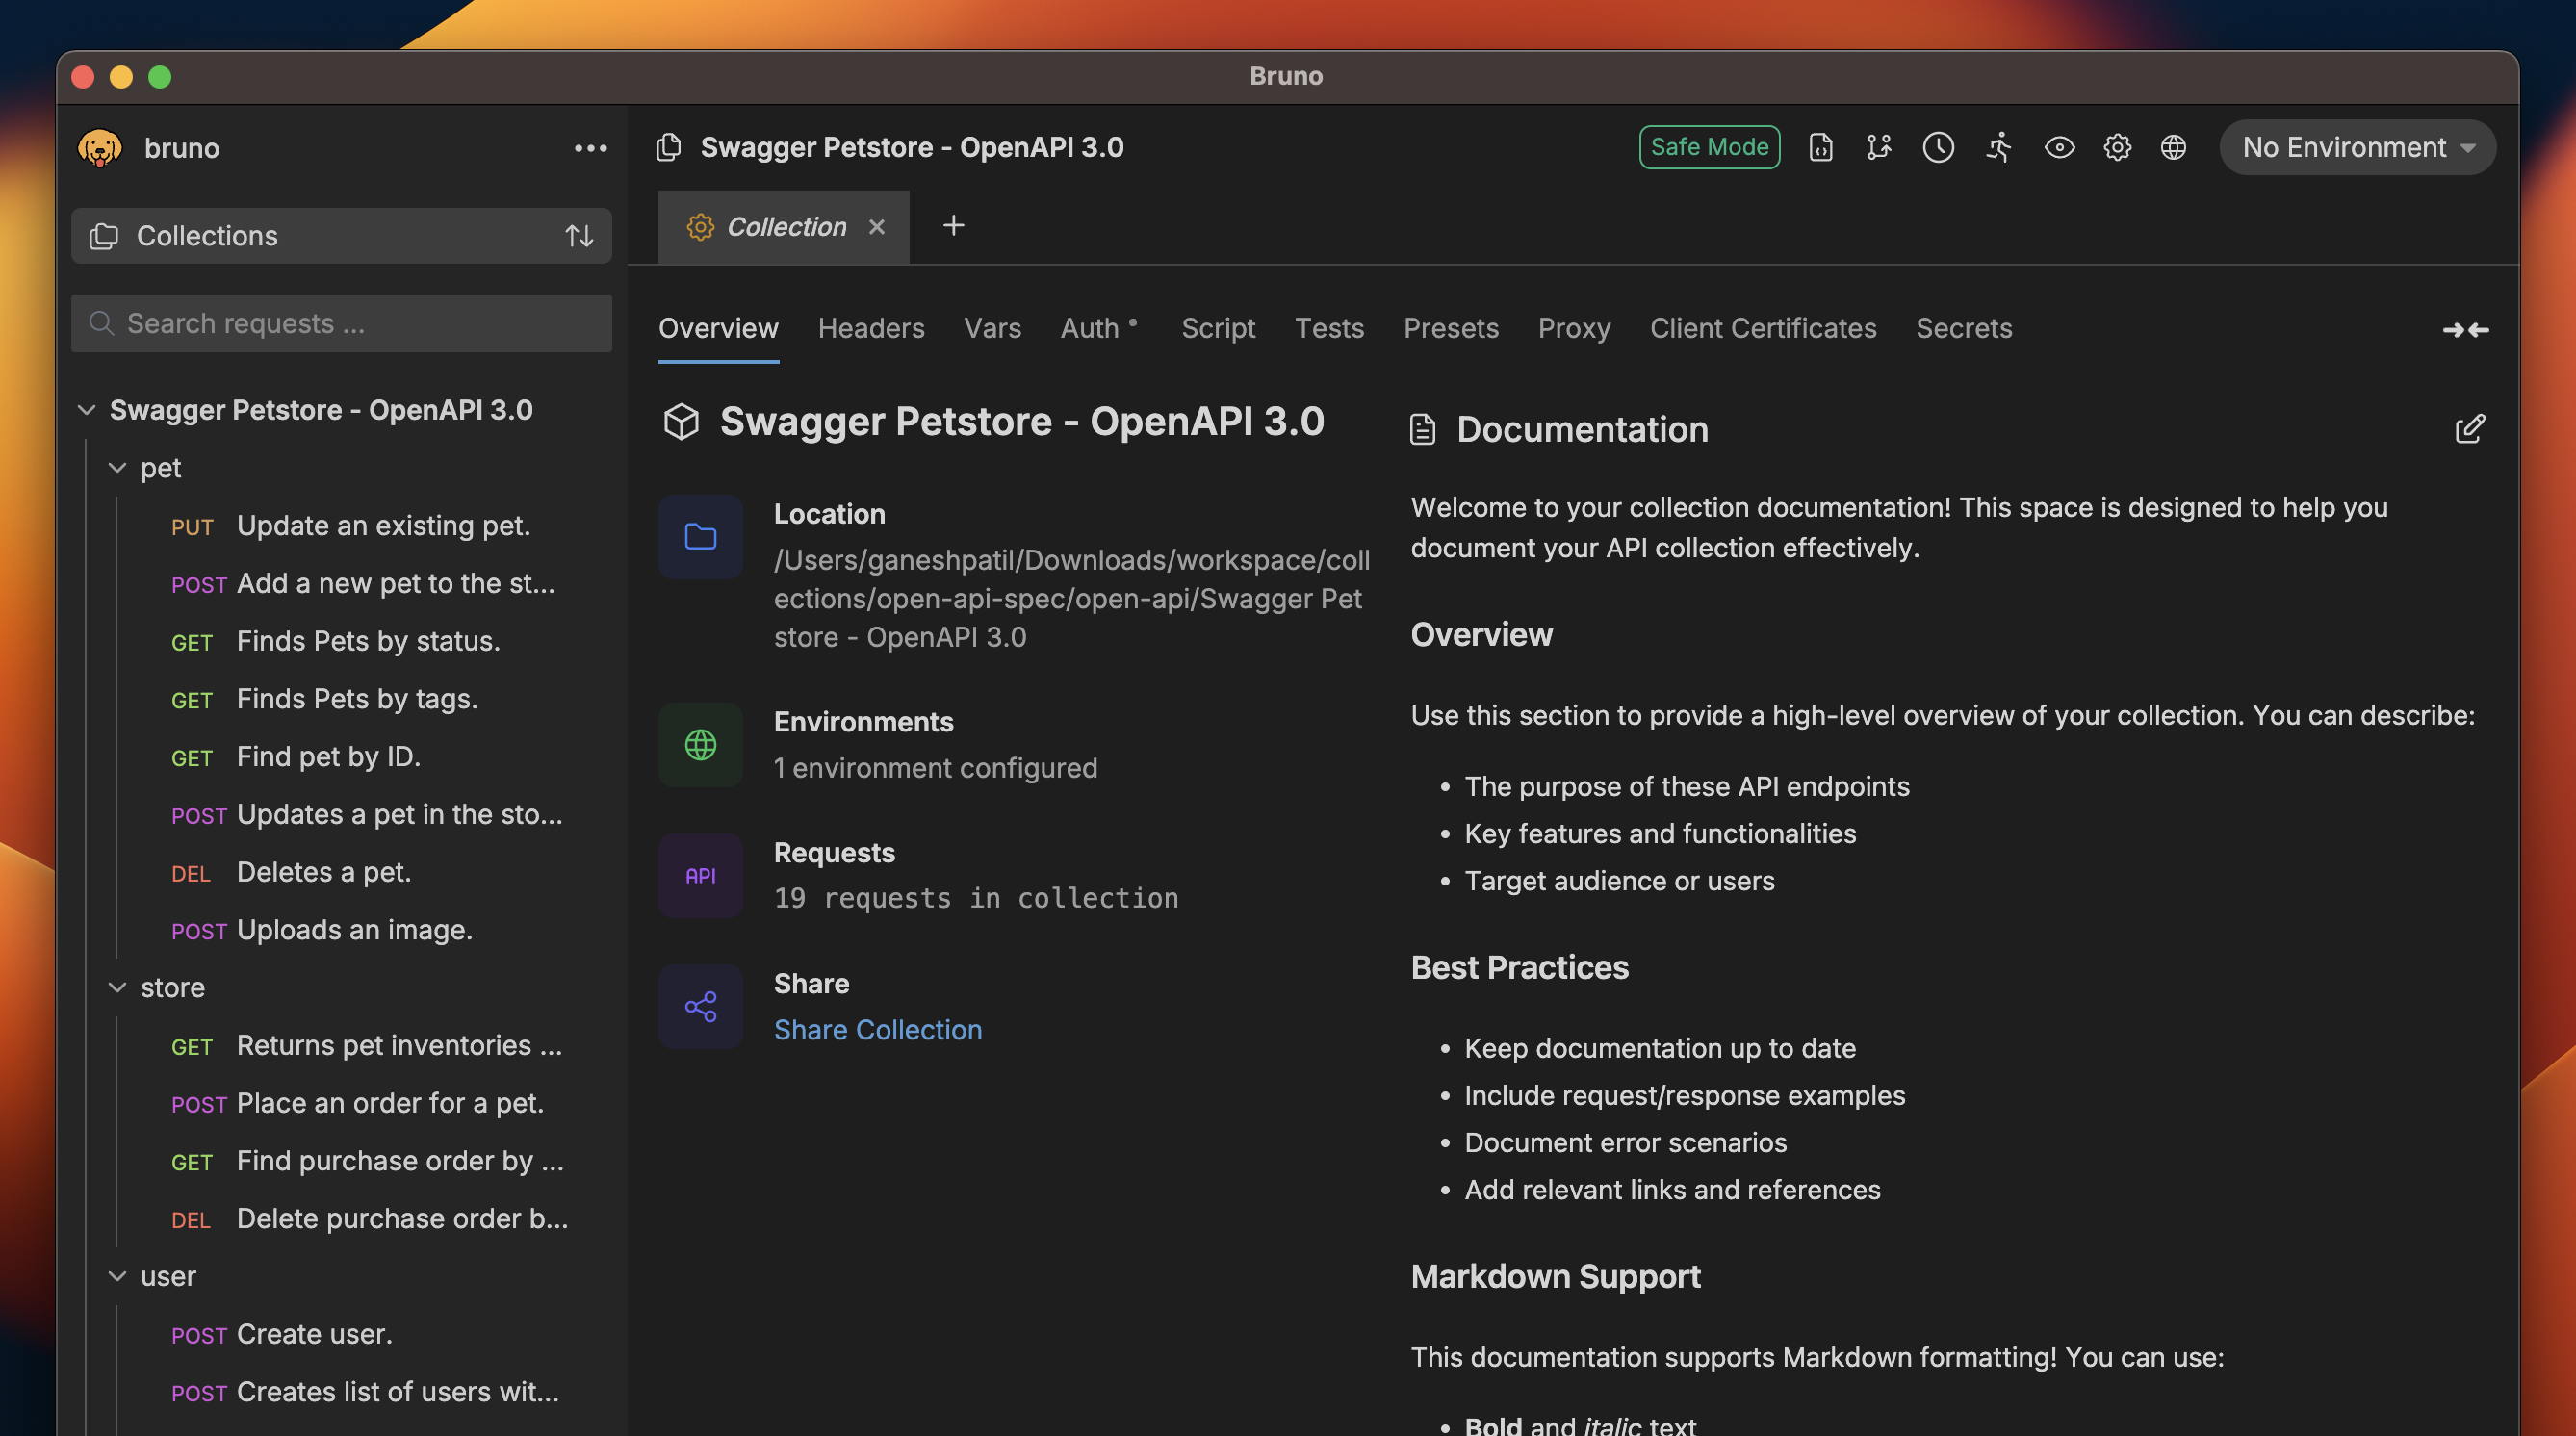 Bruno
bruno
Collections
Search requests ...
Swagger Petstore - OpenAPI 3.0
pet
PUT Update an existing pet.
POST Add a new pet to the st...
GET Finds Pets by status.
GET Finds Pets by tags.
GET Find pet by ID.
POST Updates a pet in the sto...
DEL Deletes a pet.
POST Uploads an image.
store
GET Returns pet inventories ...
POST Place an order for a pet.
GET Find purchase order by ...
DEL Delete purchase order b...
user
POST Create user.
POST Creates list of users wit...
Swagger Petstore - OpenAPI 3.0
Safe Mode
No Environment
Collection
Overview Headers Vars Auth Script Tests Presets Proxy Client Certificates Secrets
Swagger Petstore - OpenAPI 3.0
Location
/Users/ganeshpatil/Downloads/workspace/coll
ections/open-api-spec/open-api/Swagger Pet
store - OpenAPI 3.0
Environments
1 environment configured
API
Requests
19 requests in collection
Share
Share Collection
Documentation
Welcome to your collection documentation! This space is designed to help you
document your API collection effectively.
Overview
Use this section to provide a high-level overview of your collection. You can describe:
• The purpose of these API endpoints
• Key features and functionalities
• Target audience or users
Best Practices
• Keep documentation up to date
• Include request/response examples
• Document error scenarios
• Add relevant links and references
Markdown Support
This documentation supports Markdown formatting! You can use:
• Bold and italic text